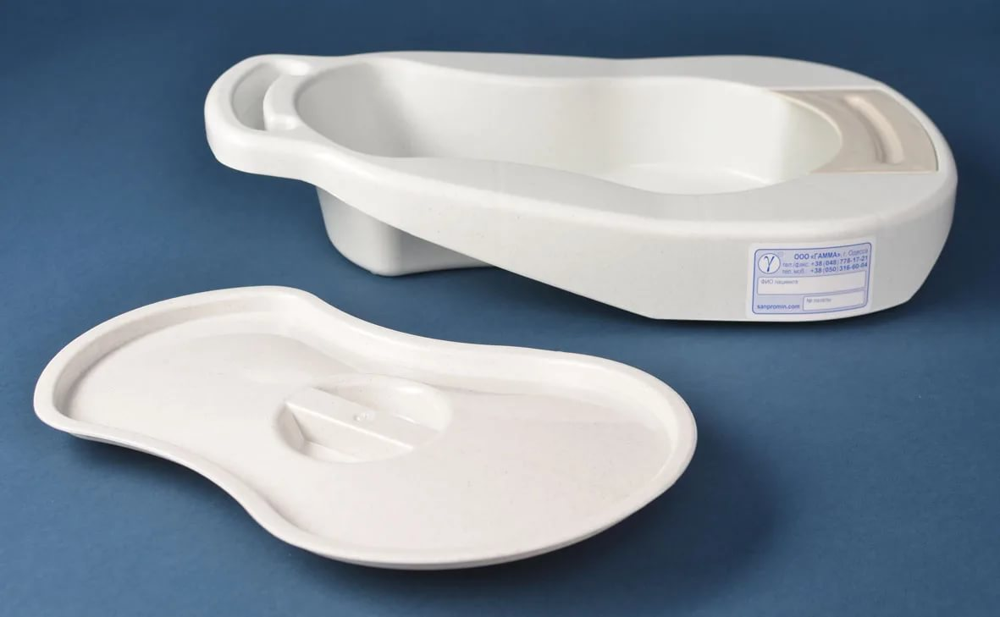 γ
ООО «ГАММА», г. Одесса
тел./факс. +38 (048) 778-17-21
тел. моб.: +38 (050) 316-60-04
ФИО пациента
№ палаты
sanpromin.com